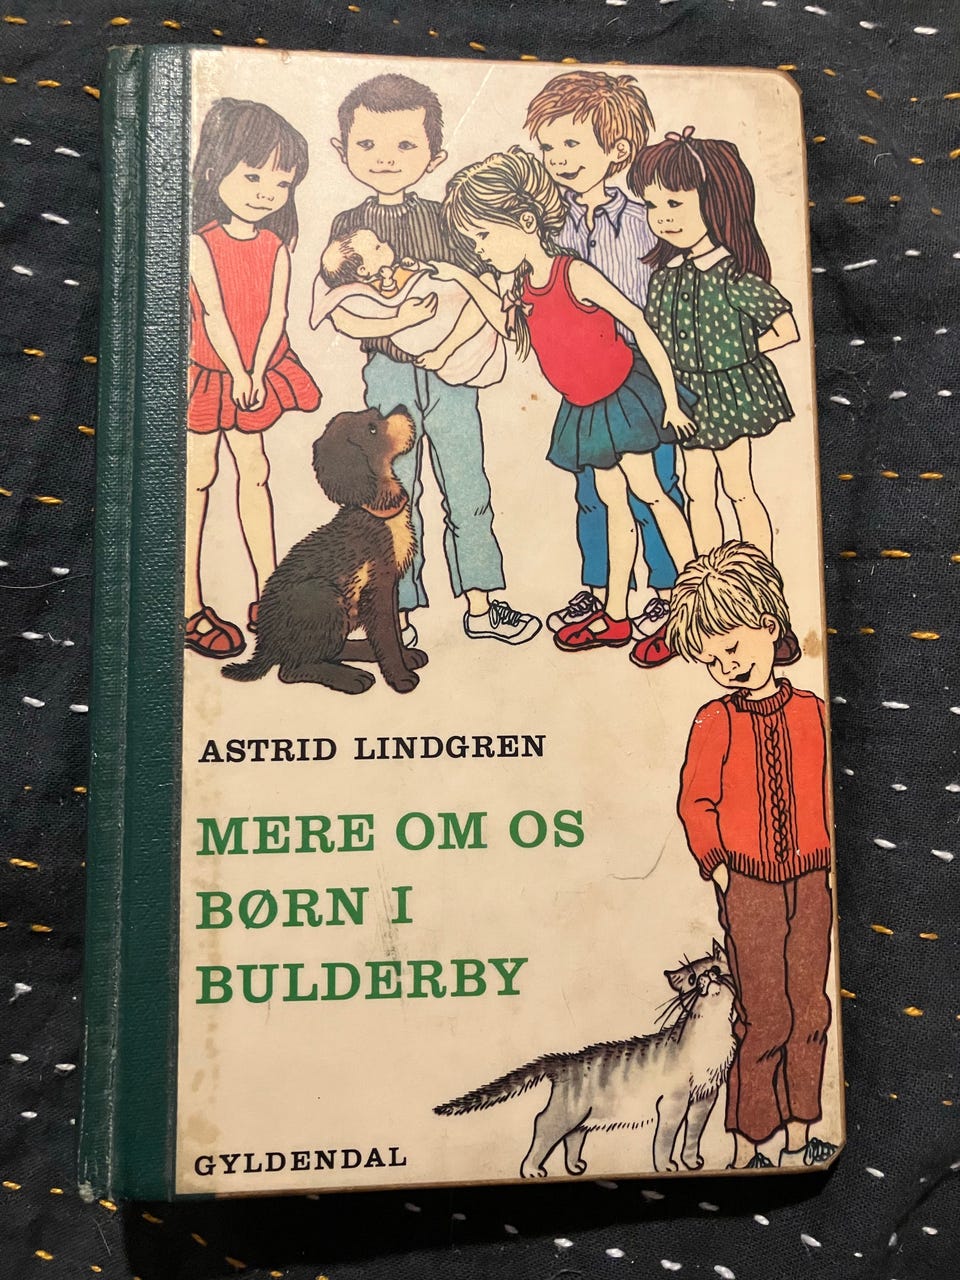 ASTRID LINDGREN
MERE OM OS
BØRN I
BULDERBY
GYLDENDAL